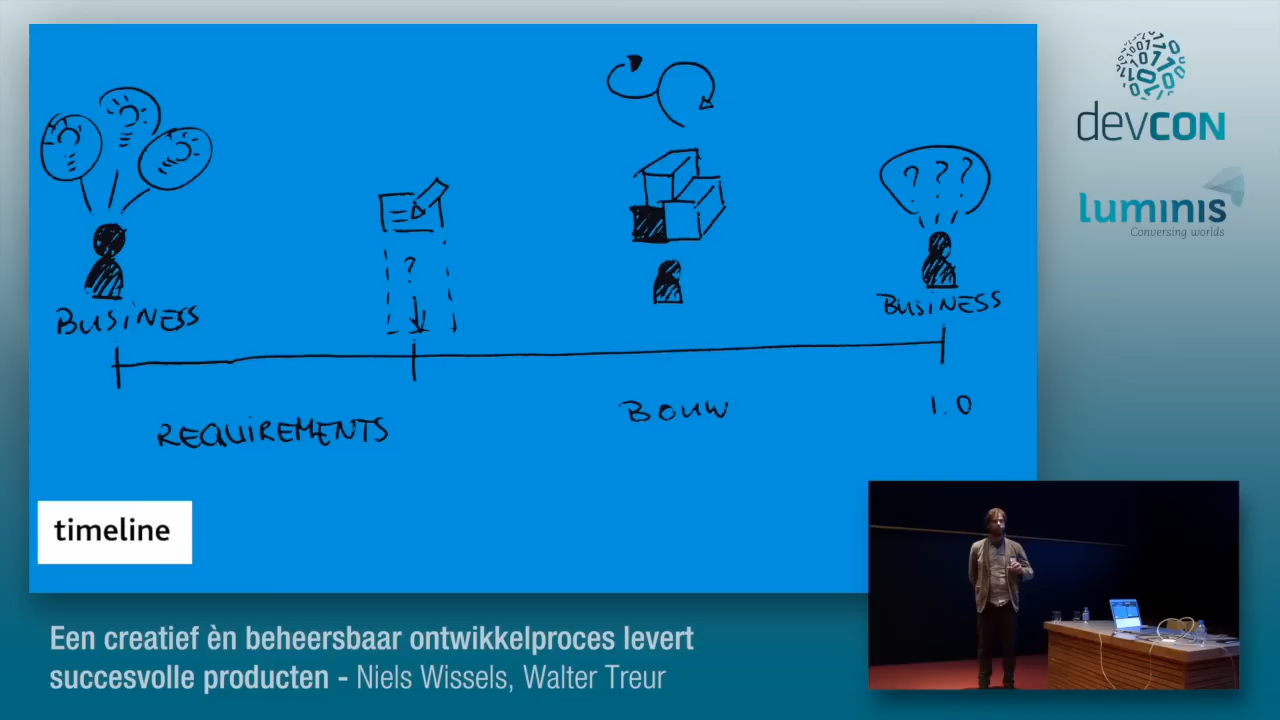 ? ? ?
?
BUSINESS
BUSINESS
REQUIREMENTS
BOUW
1.0
timeline
devCON
luminis
Conversing worlds
Een creatief èn beheersbaar ontwikkelproces levert
succesvolle producten - Niels Wissels, Walter Treur